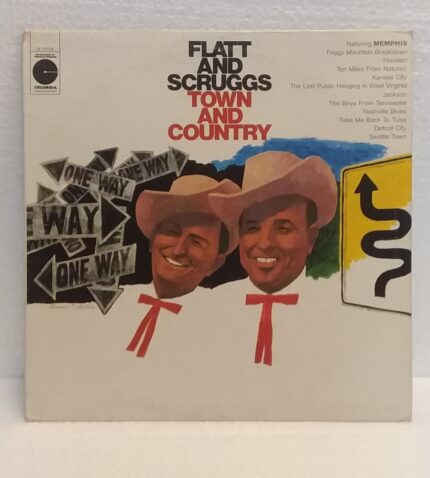 FLATT
AND
SCRUGGS
TOWN
AND
COUNTRY
featuring MEMPHIS
Foggy Mountain Breakdown
Houston
Ten Miles From Natchez
Kansas City
The Last Public Hanging In West Virginia
Jackson
The Boys From Tennessee
Nashville Blues
Take Me Back To Tulsa
Detroit City
Seattle Town
COLUMBIA
ONE WAY
WAY
ONE WAY